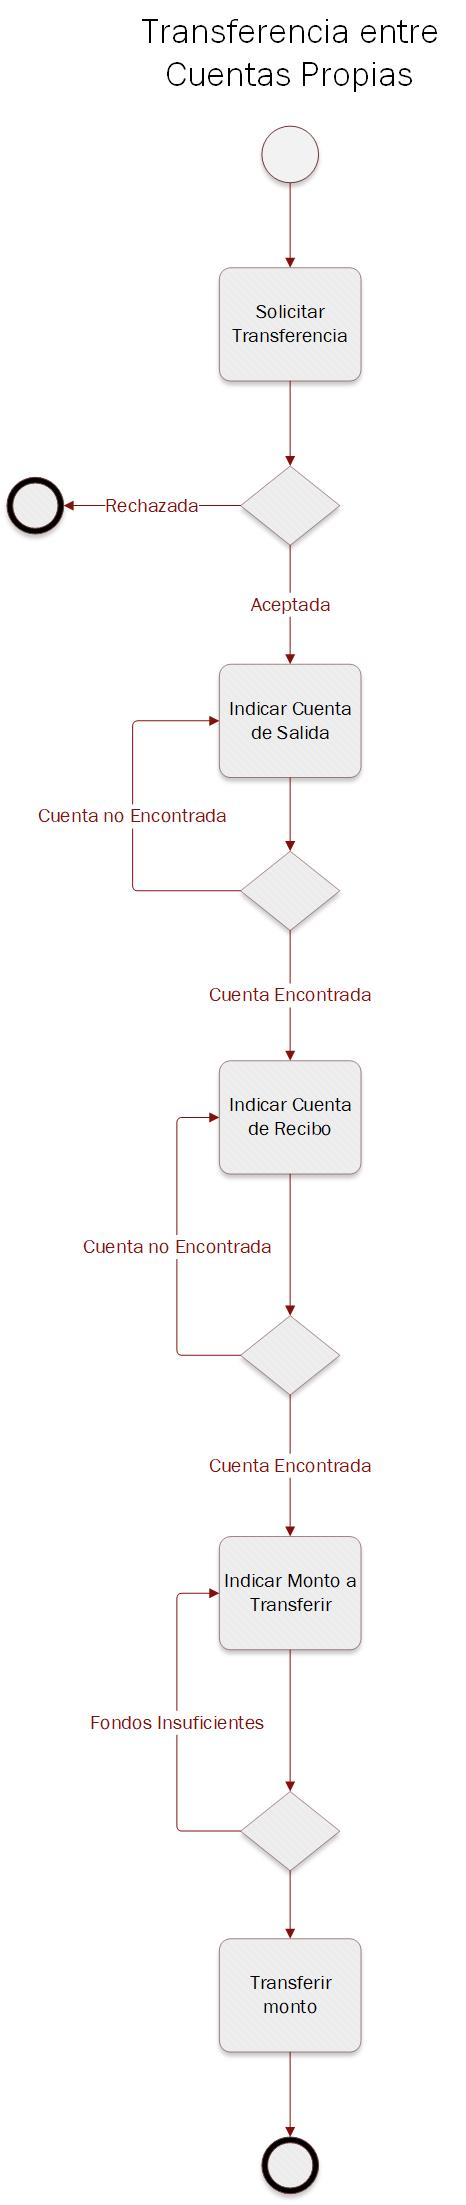 Transferencia entre
Cuentas Propias
Solicitar
Transferencia
Rechazada
Aceptada
Indicar Cuenta
de Salida
Cuenta no Encontrada
Cuenta Encontrada
Indicar Cuenta
de Recibo
Cuenta no Encontrada
Cuenta Encontrada
Indicar Monto a
Transferir
Fondos Insuficientes
Transferir
monto